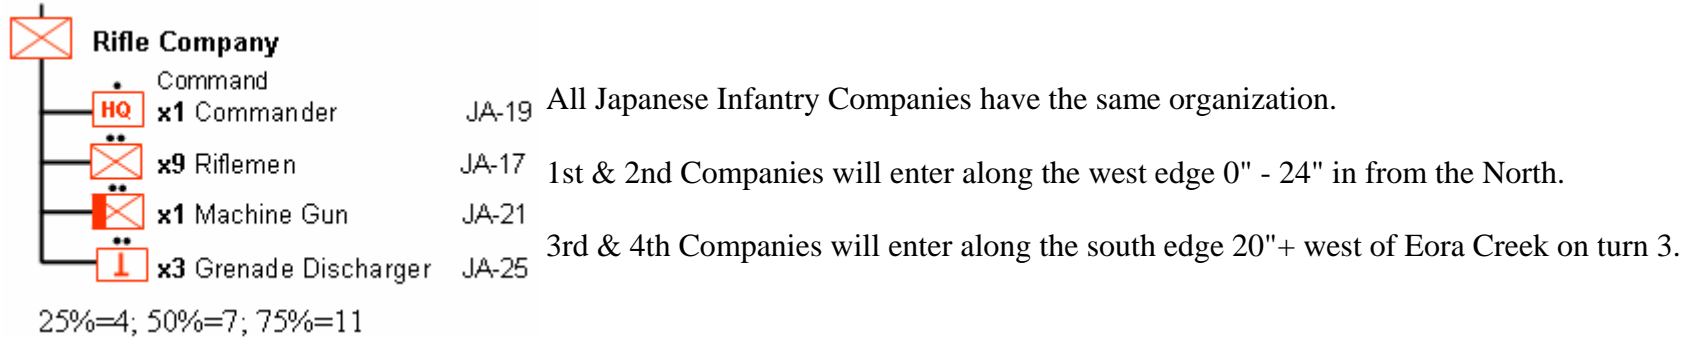 Rifle Company
Command
HQ x1 Commander JA-19
x9 Riflemen JA-17
x1 Machine Gun JA-21
x3 Grenade Discharger JA-25
25%=4; 50%=7; 75%=11
All Japanese Infantry Companies have the same organization.
1st & 2nd Companies will enter along the west edge 0" - 24" in from the North.
3rd & 4th Companies will enter along the south edge 20"+ west of Eora Creek on turn 3.